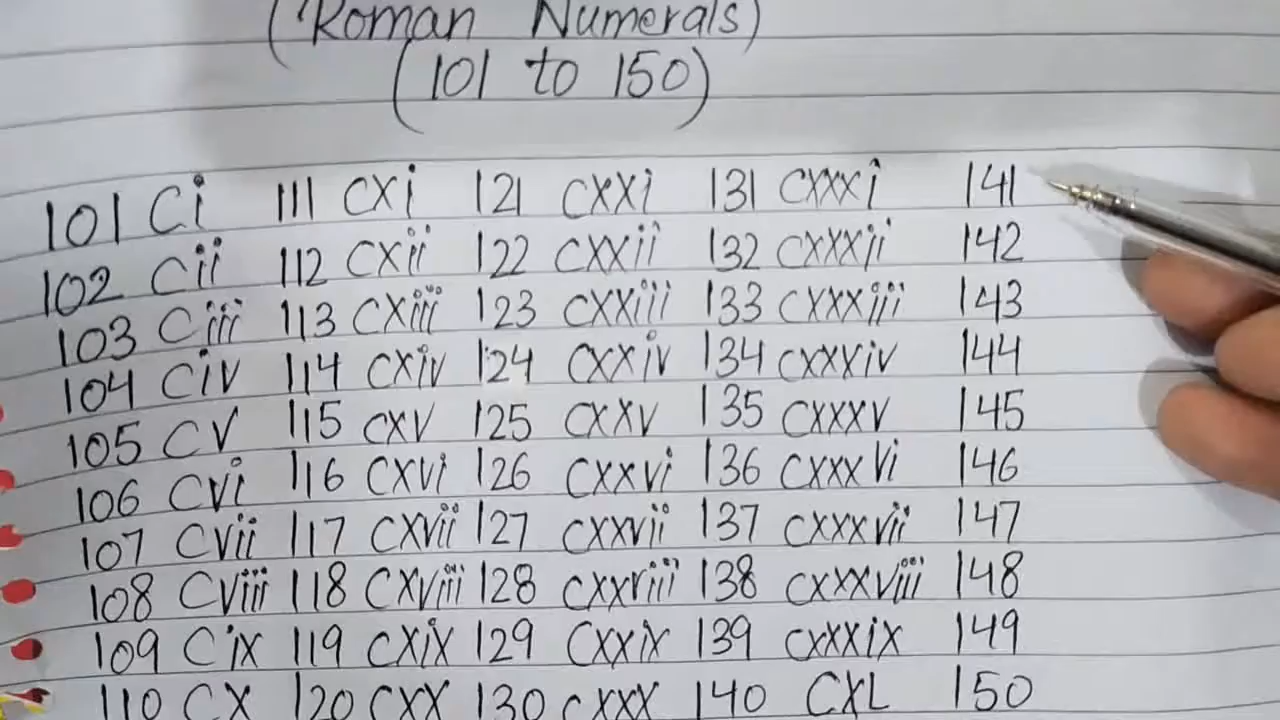 (Roman Numerals)
(101 to 150)
101 Ci 111 CXi 121 CXXi 131 CXXXi 141
102 Cii 112 CXii 122 CXXii 132 CXXXii 142
103 Ciii 113 CXiii 123 CXXiii 133 CXXXiii 143
104 Civ 114 CXiv 124 CXXiv 134 CXXXiv 144
105 CV 115 CXV 125 CXXV 135 CXXXV 145
106 CVi 116 CXVi 126 CXXVi 136 CXXXVi 146
107 CVii 117 CXVii 127 CXXVii 137 CXXXVii 147
108 CViii 118 CXViii 128 CXXViii 138 CXXXViii 148
109 CiX 119 CXiX 129 CXXiX 139 CXXXiX 149
110 CX 120 CXX 130 CXXX 140 CXL 150